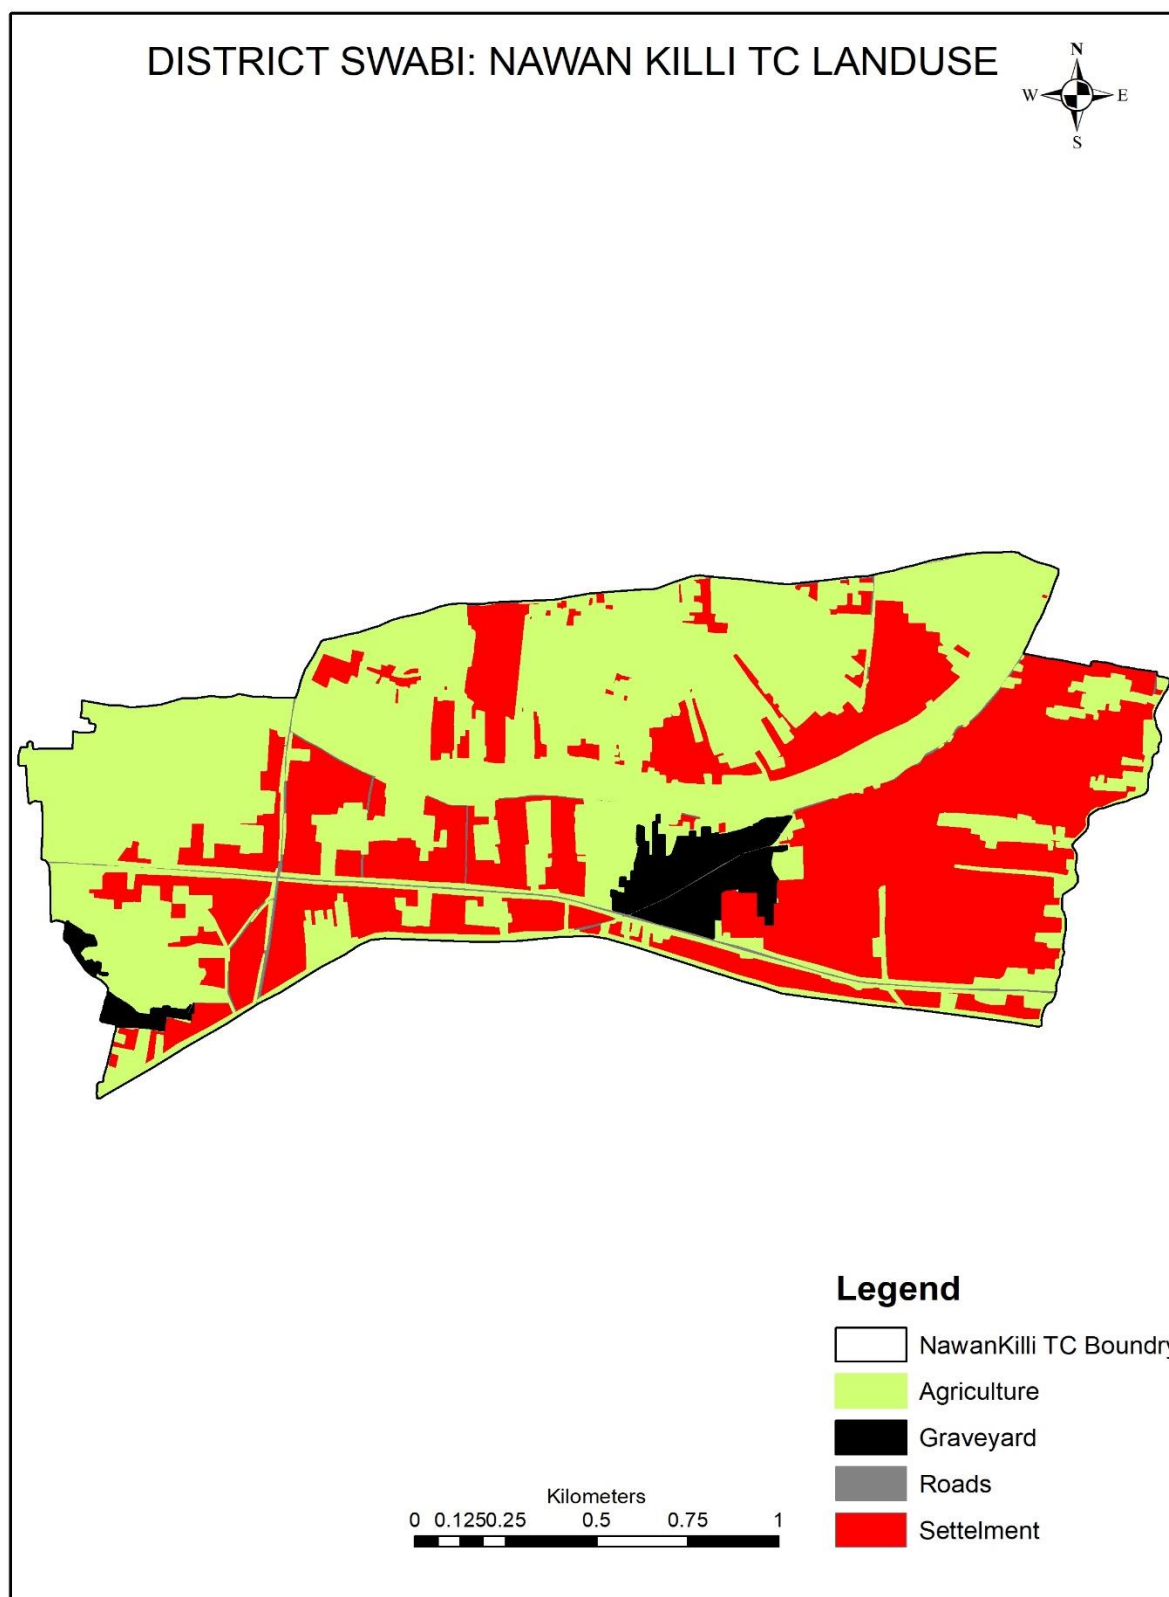 DISTRICT SWABI: NAWAN KILLI TC LANDUSE
N
W E
S
Legend
NawanKilli TC Boundry
Agriculture
Graveyard
Roads
Settelment
Kilometers
0 0.1250.25 0.5 0.75 1